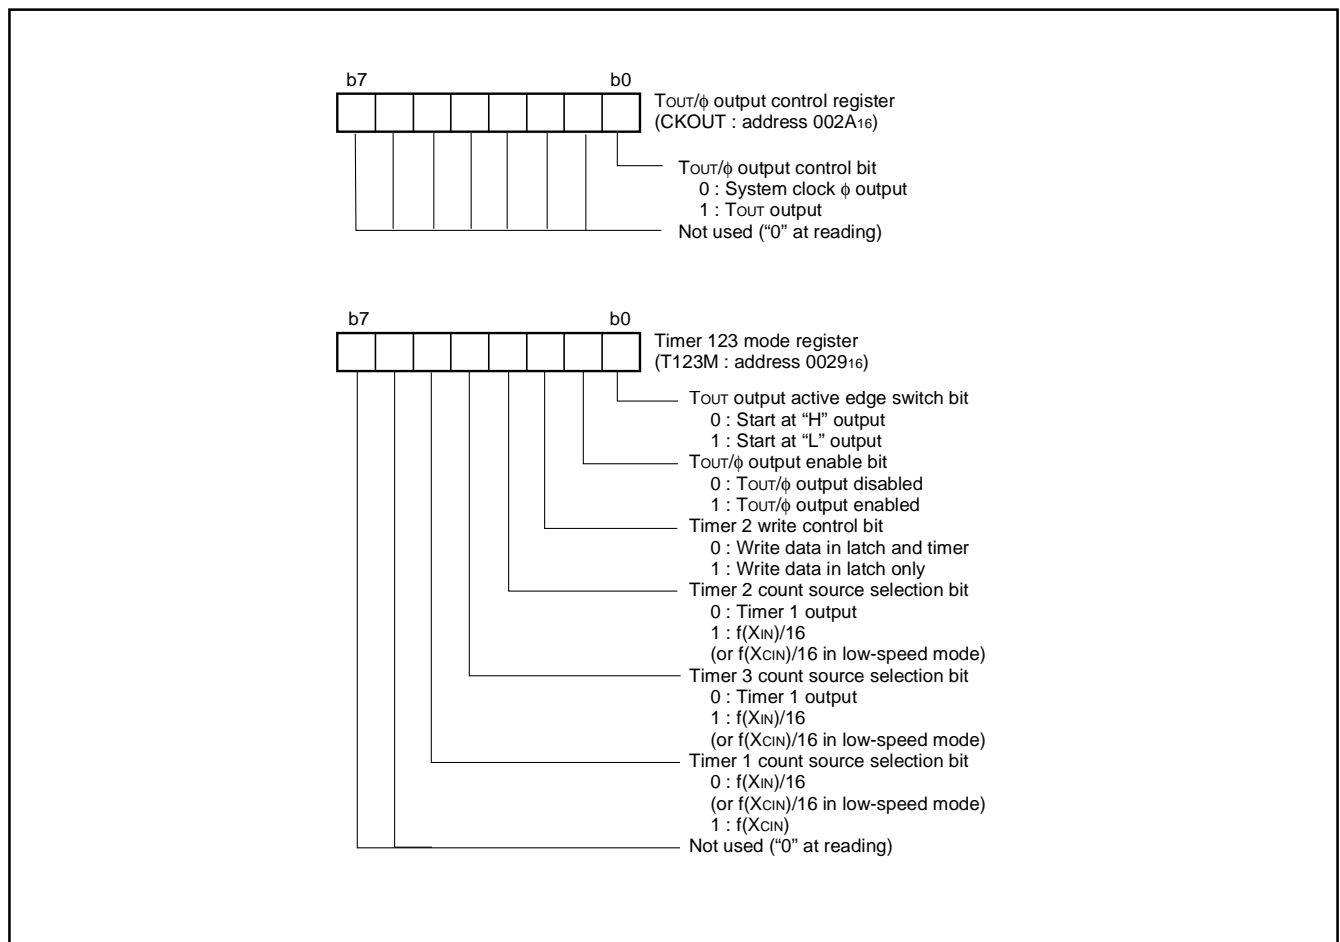 b7 b0
TOUT/φ output control register
(CKOUT : address 002A16)
TOUT/φ output control bit
0 : System clock φ output
1 : TOUT output
Not used (“0” at reading)
b7 b0
Timer 123 mode register
(T123M : address 002916)
TOUT output active edge switch bit
0 : Start at “H” output
1 : Start at “L” output
TOUT/φ output enable bit
0 : TOUT/φ output disabled
1 : TOUT/φ output enabled
Timer 2 write control bit
0 : Write data in latch and timer
1 : Write data in latch only
Timer 2 count source selection bit
0 : Timer 1 output
1 : f(XIN)/16
(or f(XCIN)/16 in low-speed mode)
Timer 3 count source selection bit
0 : Timer 1 output
1 : f(XIN)/16
(or f(XCIN)/16 in low-speed mode)
Timer 1 count source selection bit
0 : f(XIN)/16
(or f(XCIN)/16 in low-speed mode)
1 : f(XCIN)
Not used (“0” at reading)